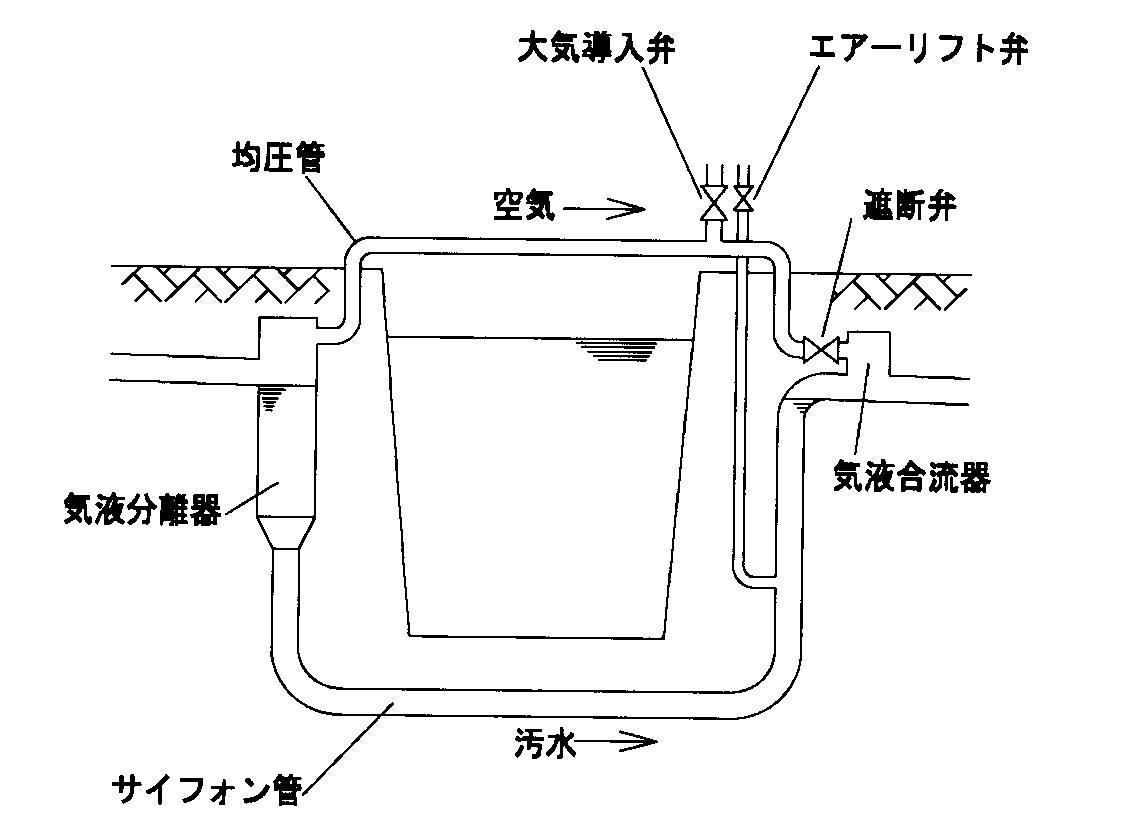 大気導入弁
エアーリフト弁
均圧管
空気
遮断弁
気液合流器
気液分離器
汚水
サイフォン管